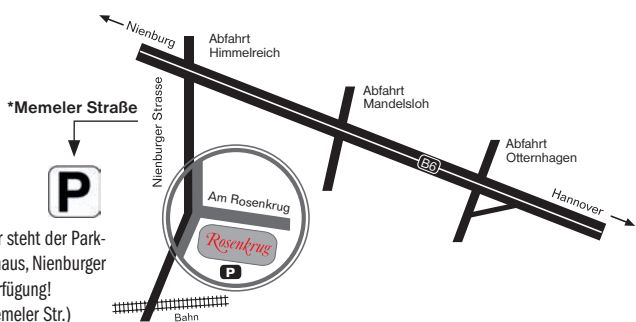 Nienburg
Abfahrt
Himmelreich
*Memeler Straße
Nienburger Strasse
Abfahrt
Mandelsloh
B6
Abfahrt
Otternhagen
Hannover
P
Am Rosenkrug
Rosenkrug
P
r steht der Park-
haus, Nienburger
rfügung!
emeler Str.)
Bahn